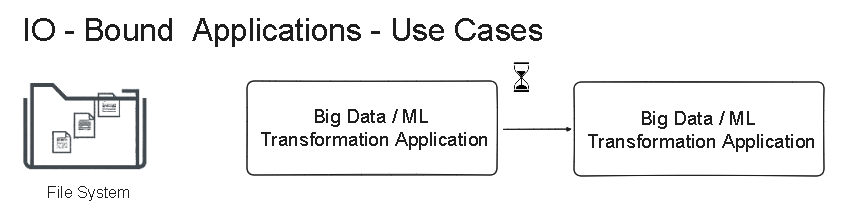 IO - Bound Applications - Use Cases
Big Data / ML
Transformation Application
Big Data / ML
Transformation Application
File System